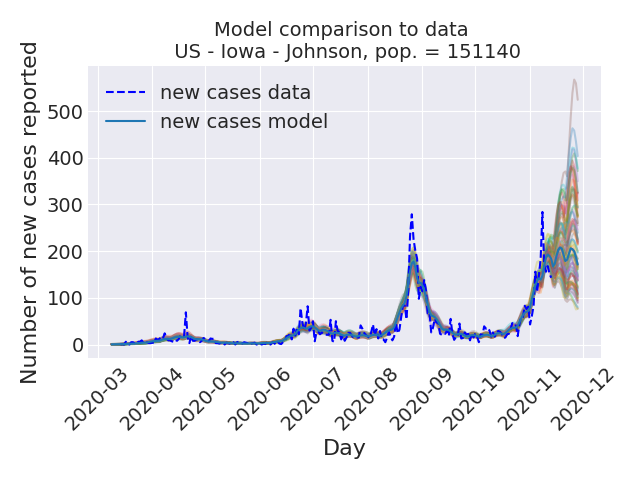 Model comparison to data
US - Iowa - Johnson, pop. = 151140
Number of new cases reported
500
400
300
200
100
0
new cases data
new cases model
2020-03
2020-04
2020-05
2020-06
2020-07
2020-08
2020-09
2020-10
2020-11
2020-12
Day